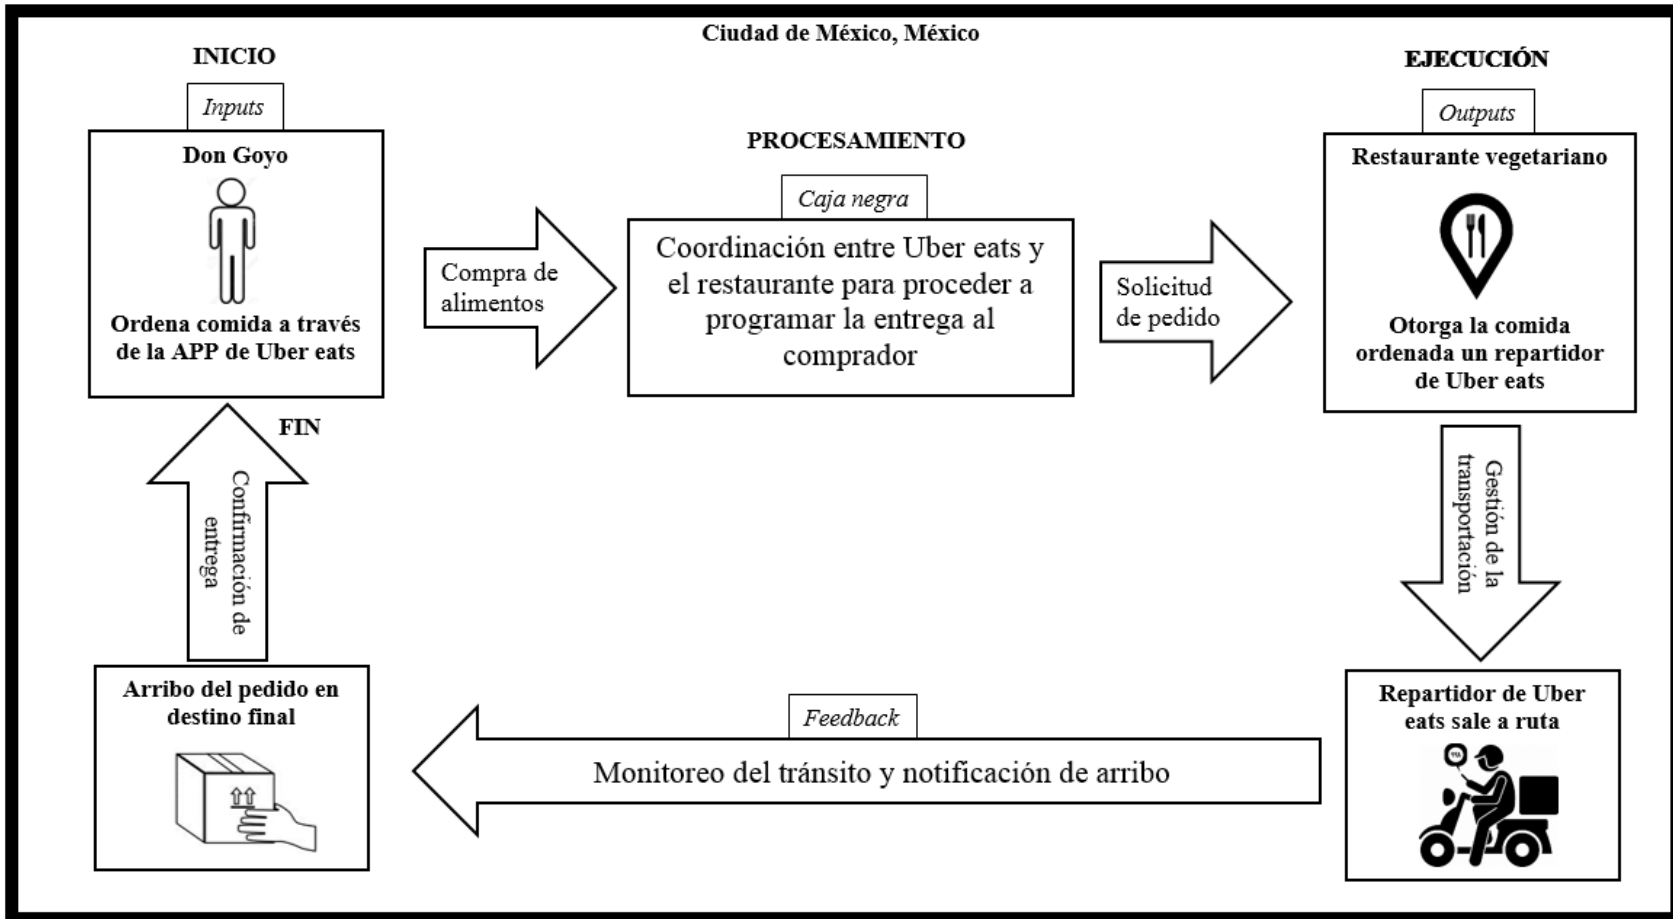 Ciudad de México, México
INICIO
Inputs
Don Goyo
Ordena comida a través
de la APP de Uber eats
Compra de
alimentos
PROCESAMIENTO
Caja negra
Coordinación entre Uber eats y
el restaurante para proceder a
programar la entrega al
comprador
Solicitud
de pedido
EJECUCIÓN
Outputs
Restaurante vegetariano
Otorga la comida
ordenada un repartidor
de Uber eats
Gestión de la
transportación
Repartidor de Uber
eats sale a ruta
Feedback
Monitoreo del tránsito y notificación de arribo
Arribo del pedido en
destino final
Confirmación de
entrega
FIN